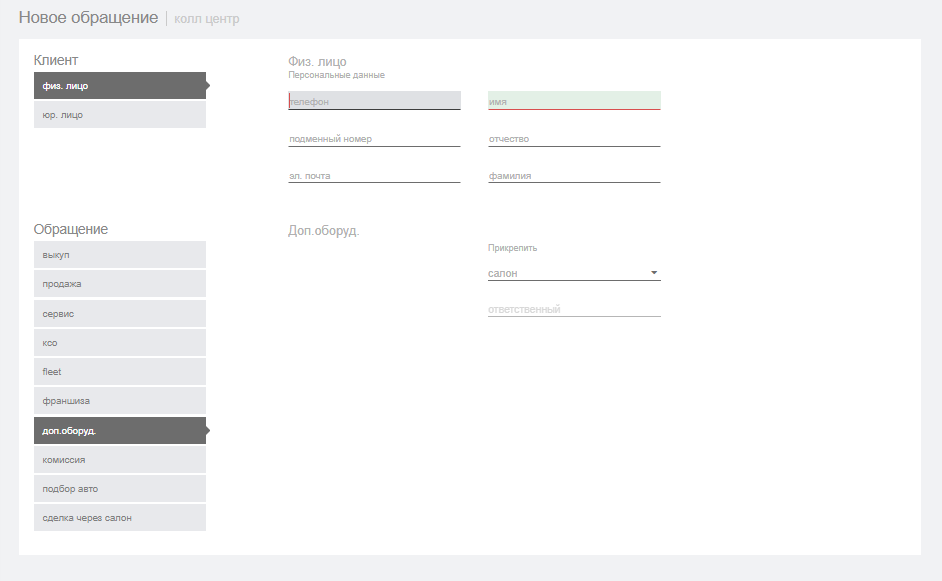 Новое обращение | колл центр
Клиент
физ. лицо
юр. лицо
Физ. лицо
Персональные данные
телефон
имя
подменный номер
отчество
эл. почта
фамилия
Обращение
выкуп
продажа
сервис
ксо
fleet
франшиза
доп.оборуд.
комиссия
подбор авто
сделка через салон
Доп.оборуд.
Прикрепить
салон
ответственный